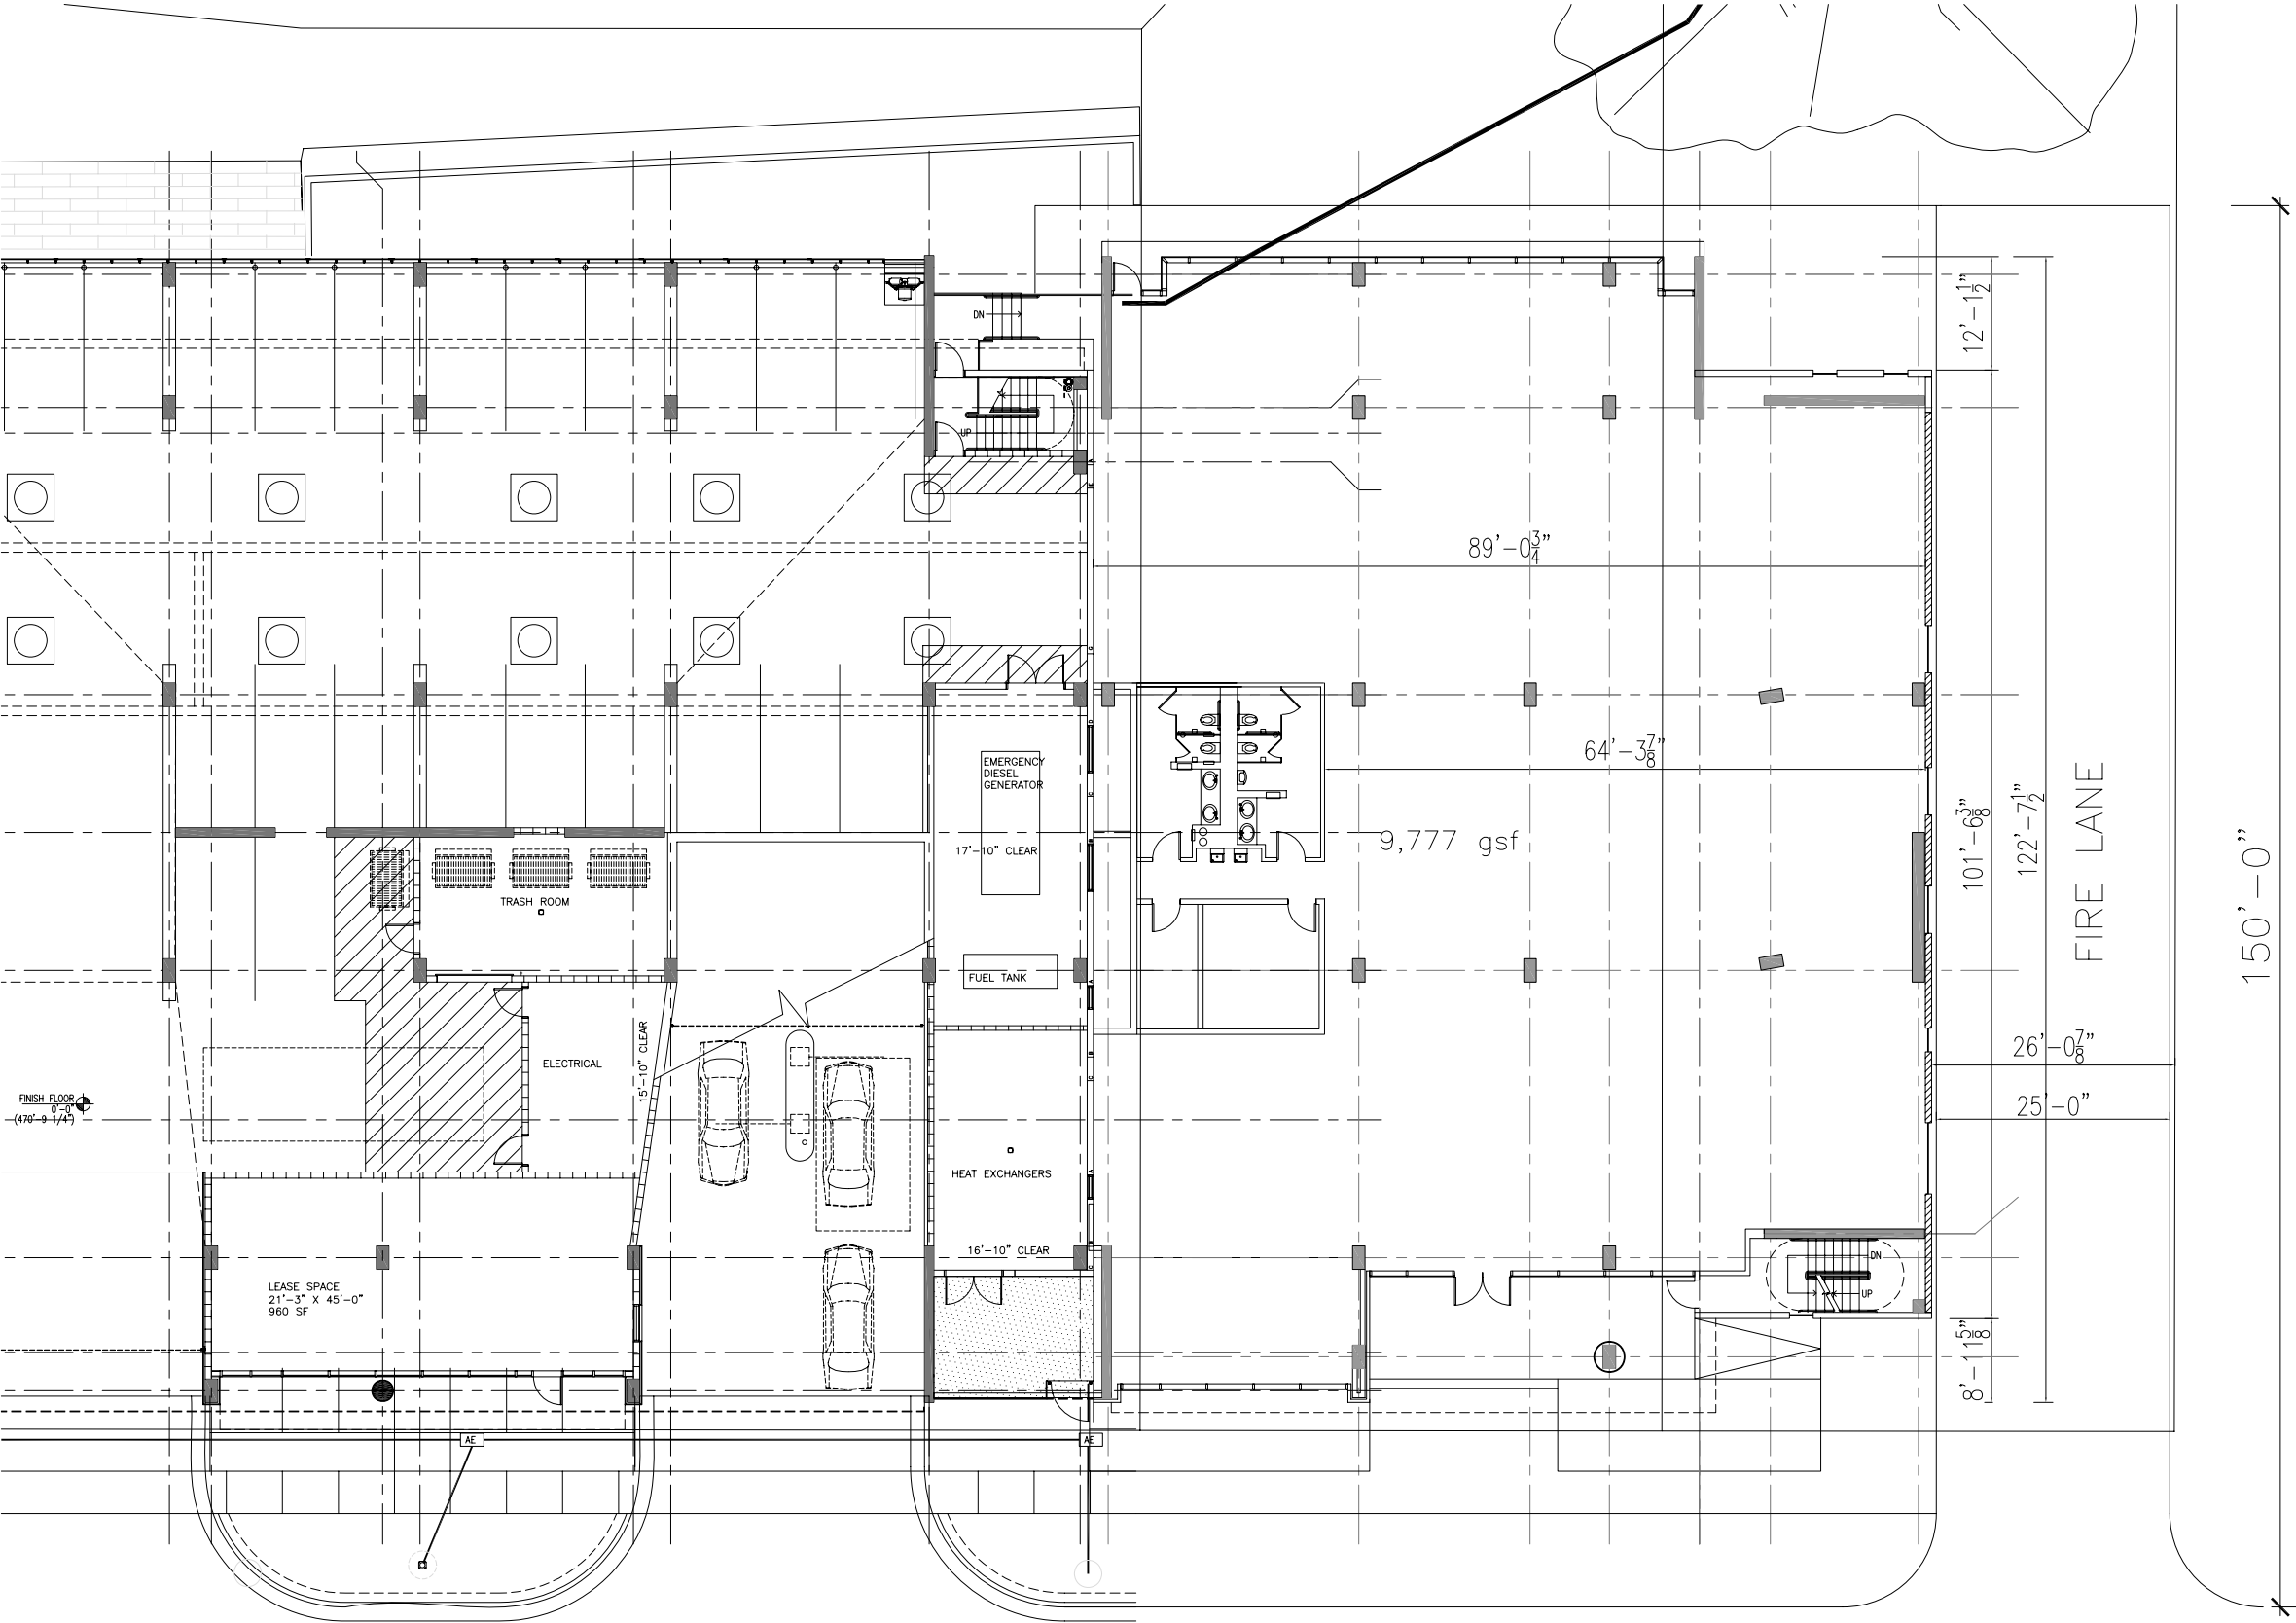 12'-1 1/2"
DN
UP
89'-0 3/4"
64'-3 7/8"
EMERGENCY
DIESEL
GENERATOR
17'-10" CLEAR
9,777 gsf
101'-6 3/8"
122'-7 1/2"
FIRE LANE
150'-0"
TRASH ROOM
FUEL TANK
15'-10" CLEAR
ELECTRICAL
26'-0 7/8"
25'-0"
FINISH FLOOR
0'-0"
(470'-9 1/4")
HEAT EXCHANGERS
16'-10" CLEAR
DN
UP
LEASE SPACE
21'-3" X 45'-0"
960 SF
8'-11 5/8"
AE
AE